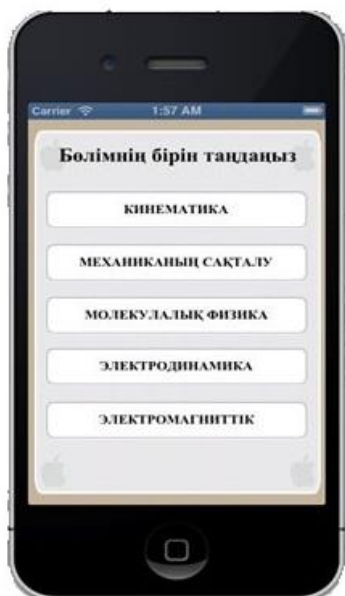 Carrier 1:57 AM
Бөлімнің бірін таңдаңыз
КИНЕМАТИКА
МЕХАНИКАНЫҢ САҚТАЛУ
МОЛЕКУЛАЛЫҚ ФИЗИКА
ЭЛЕКТРОДИНАМИКА
ЭЛЕКТРОМАГНИТТІК